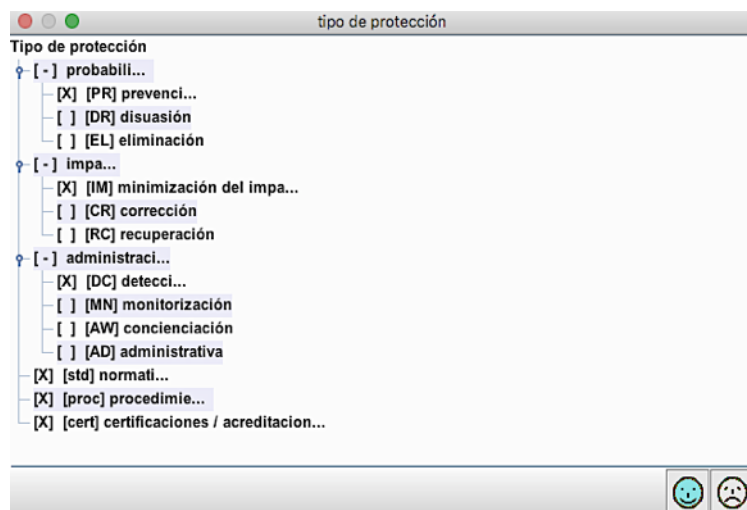 tipo de protección
Tipo de protección
[ - ] probabili...
[X] [PR] prevenci...
[ ] [DR] disuasión
[ ] [EL] eliminación
[ - ] impa...
[X] [IM] minimización del impa...
[ ] [CR] corrección
[ ] [RC] recuperación
[ - ] administraci...
[X] [DC] detecci...
[ ] [MN] monitorización
[ ] [AW] concienciación
[ ] [AD] administrativa
[X] [std] normati...
[X] [proc] procedimie...
[X] [cert] certificaciones / acreditacion...